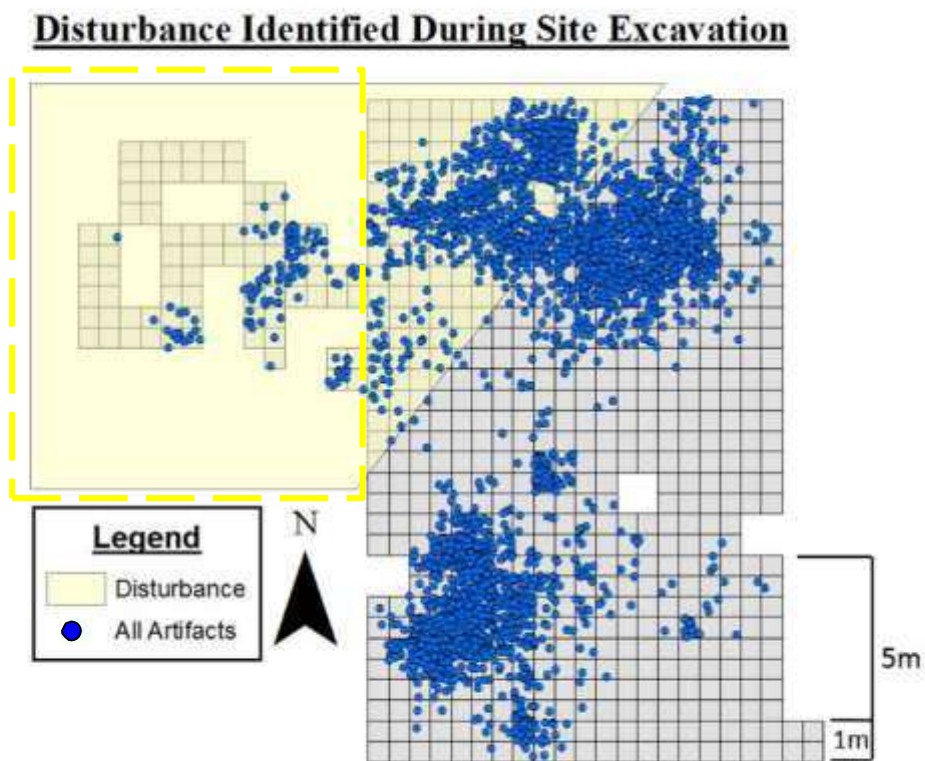 Disturbance Identified During Site Excavation
Legend
Disturbance
All Artifacts
N
5m
1m